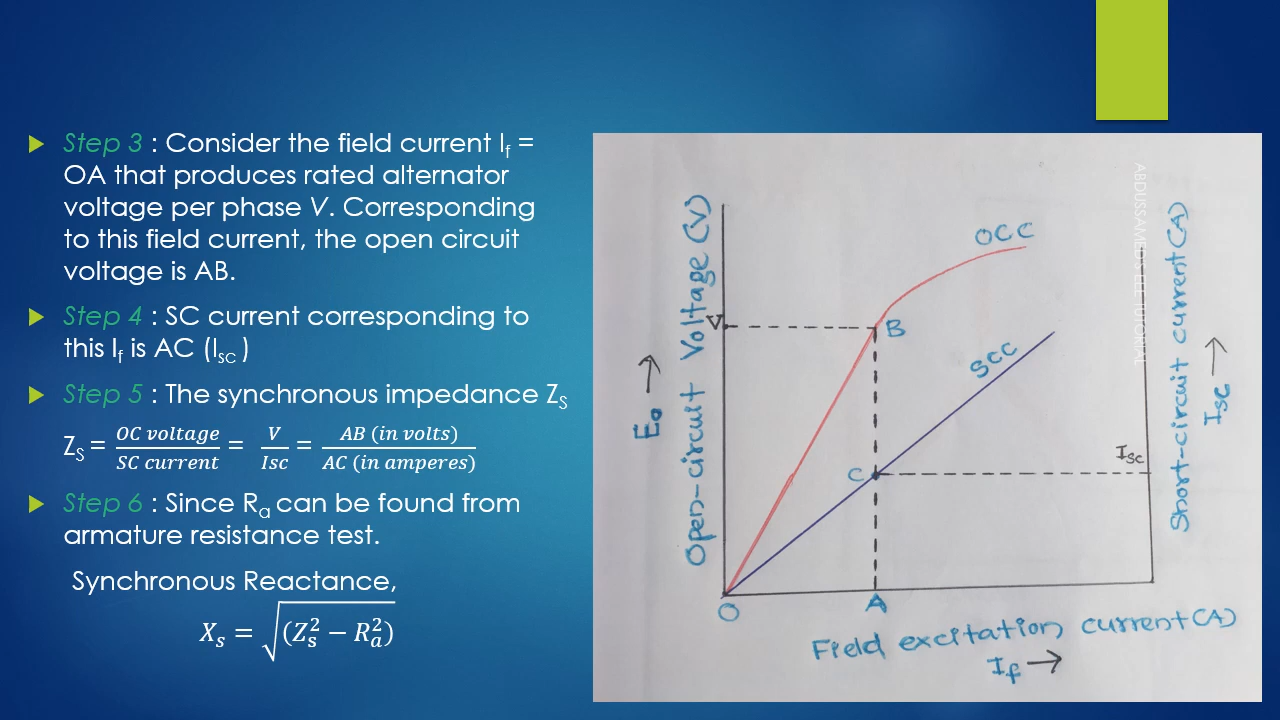 Step 3 : Consider the field current If =
OA that produces rated alternator
voltage per phase V. Corresponding
to this field current, the open circuit
voltage is AB.
Step 4 : SC current corresponding to
this If is AC (Isc )
Step 5 : The synchronous impedance ZS
ZS = OC voltage / SC current = V / Isc = AB (in volts) / AC (in amperes)
Step 6 : Since Ra can be found from
armature resistance test.
Synchronous Reactance,
Xs = √(Zs² − Ra²)
E₀ →
Open-circuit Voltage (V)
V
OCC
B
SCC
C
Isc
O
A
Field excitation current (A)
If →
Short-circuit current (A)
Isc →